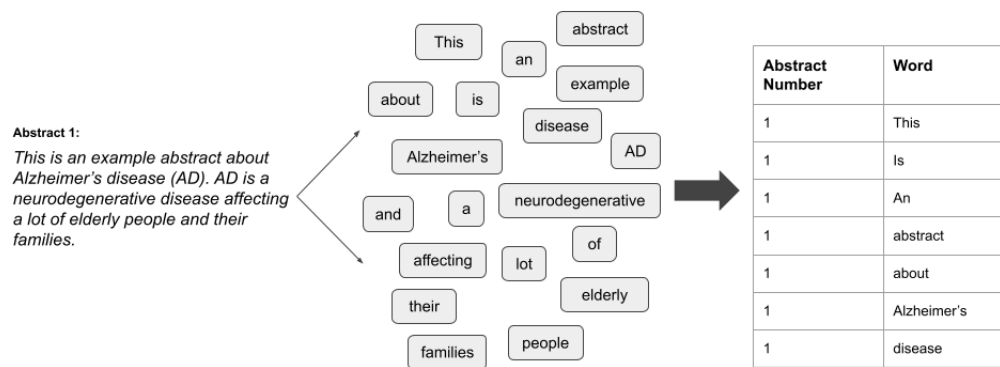 Abstract 1:
This is an example abstract about
Alzheimer's disease (AD). AD is a
neurodegenerative disease affecting
a lot of elderly people and their
families.
This
abstract
an
example
about
is
disease
AD
Alzheimer's
neurodegenerative
and
a
of
affecting
lot
elderly
their
people
families
Abstract Number Word
1 This
1 Is
1 An
1 abstract
1 about
1 Alzheimer's
1 disease